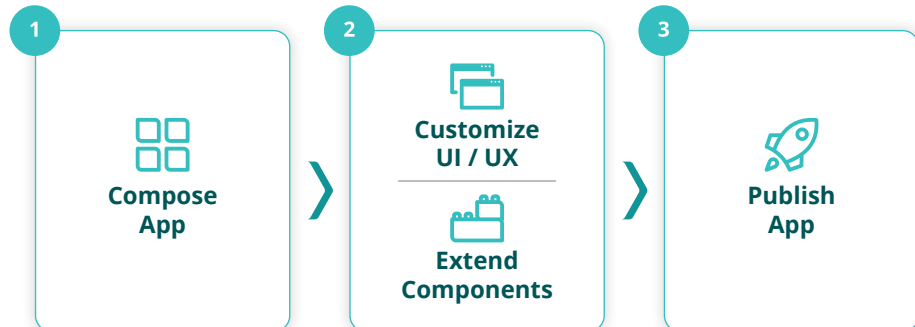 1
Compose
App
2
Customize
UI / UX
Extend
Components
3
Publish
App